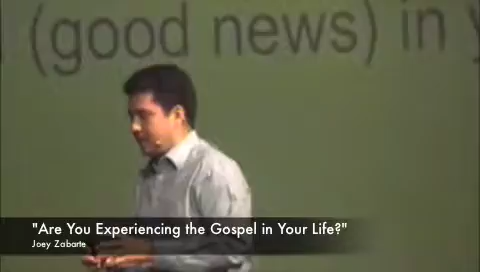 (good news) in
"Are You Experiencing the Gospel in Your Life?"
Joey Zabarte